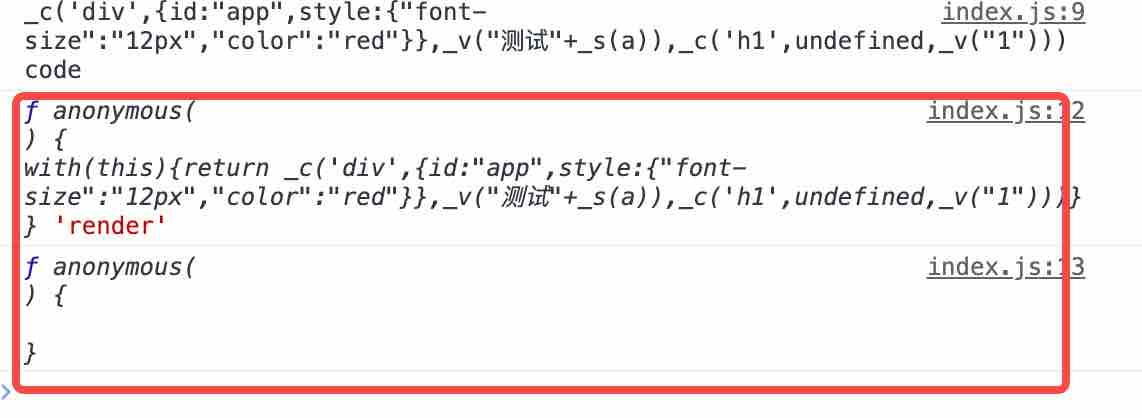 _c('div',{id:"app",style:{"font- index.js:9
size":"12px","color":"red"}},_v("测试"+_s(a)),_c('h1',undefined,_v("1")))
code
ƒ anonymous( index.js:12
) {
with(this){return _c('div',{id:"app",style:{"font-
size":"12px","color":"red"}},_v("测试"+_s(a)),_c('h1',undefined,_v("1")))}
} 'render'
ƒ anonymous( index.js:13
) {
}